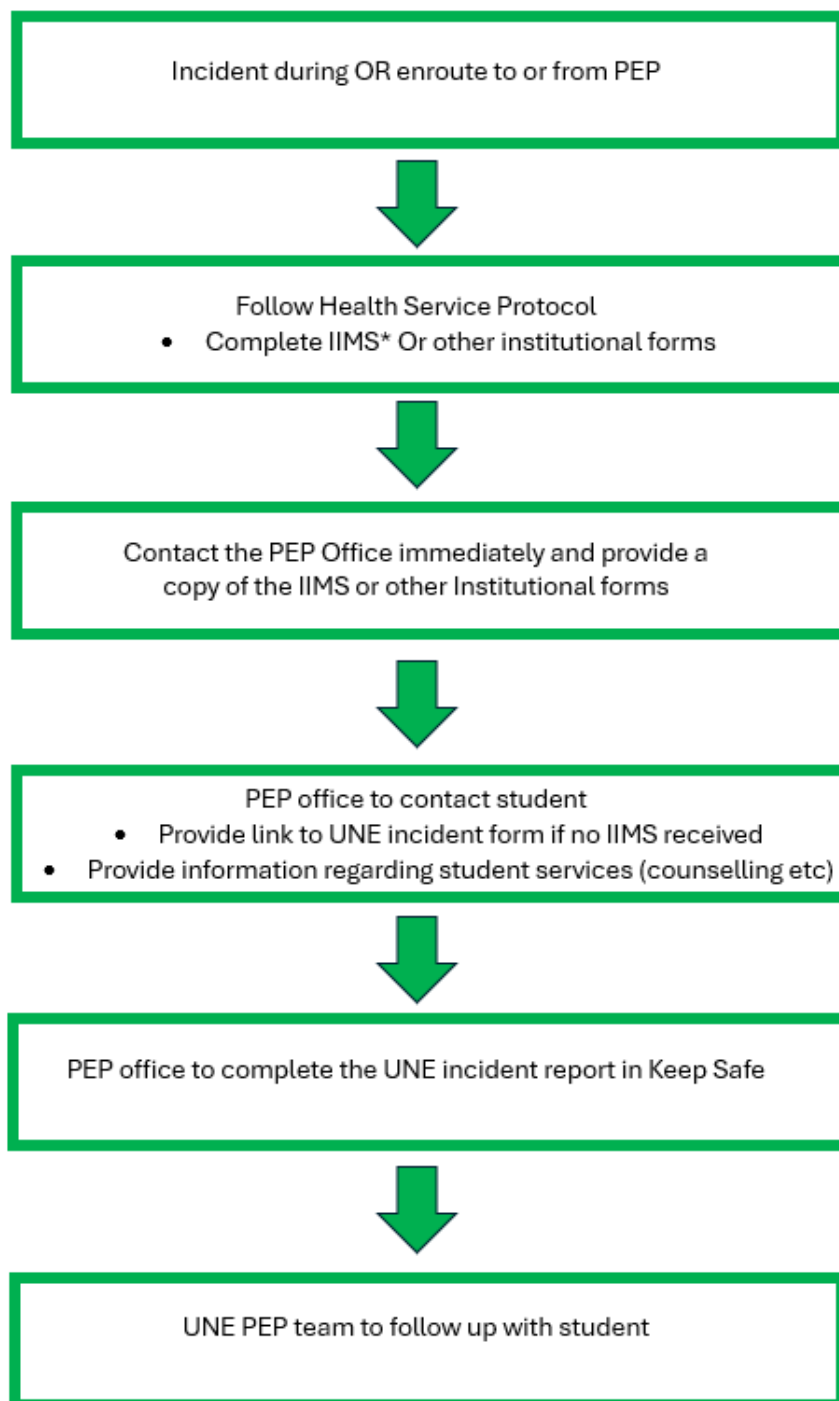 Incident during OR enroute to or from PEP
Follow Health Service Protocol
• Complete IIMS* Or other institutional forms
Contact the PEP Office immediately and provide a
copy of the IIMS or other Institutional forms
PEP office to contact student
• Provide link to UNE incident form if no IIMS received
• Provide information regarding student services (counselling etc)
PEP office to complete the UNE incident report in Keep Safe
UNE PEP team to follow up with student